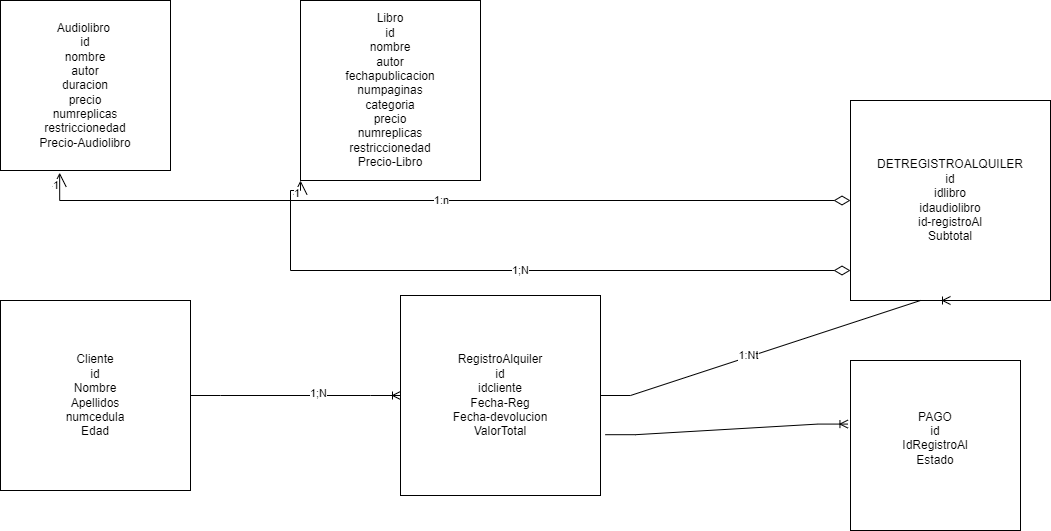 Audiolibro
id
nombre
autor
duracion
precio
numreplicas
restriccionedad
Precio-Audiolibro
1
Libro
id
nombre
autor
fechapublicacion
numpaginas
categoria
precio
numreplicas
restriccionedad
Precio-Libro
1
1:n
1;N
DETREGISTROALQUILER
id
idlibro
idaudiolibro
id-registroAl
Subtotal
Cliente
id
Nombre
Apellidos
numcedula
Edad
1;N
RegistroAlquiler
id
idcliente
Fecha-Reg
Fecha-devolucion
ValorTotal
1:Nt
PAGO
id
IdRegistroAl
Estado